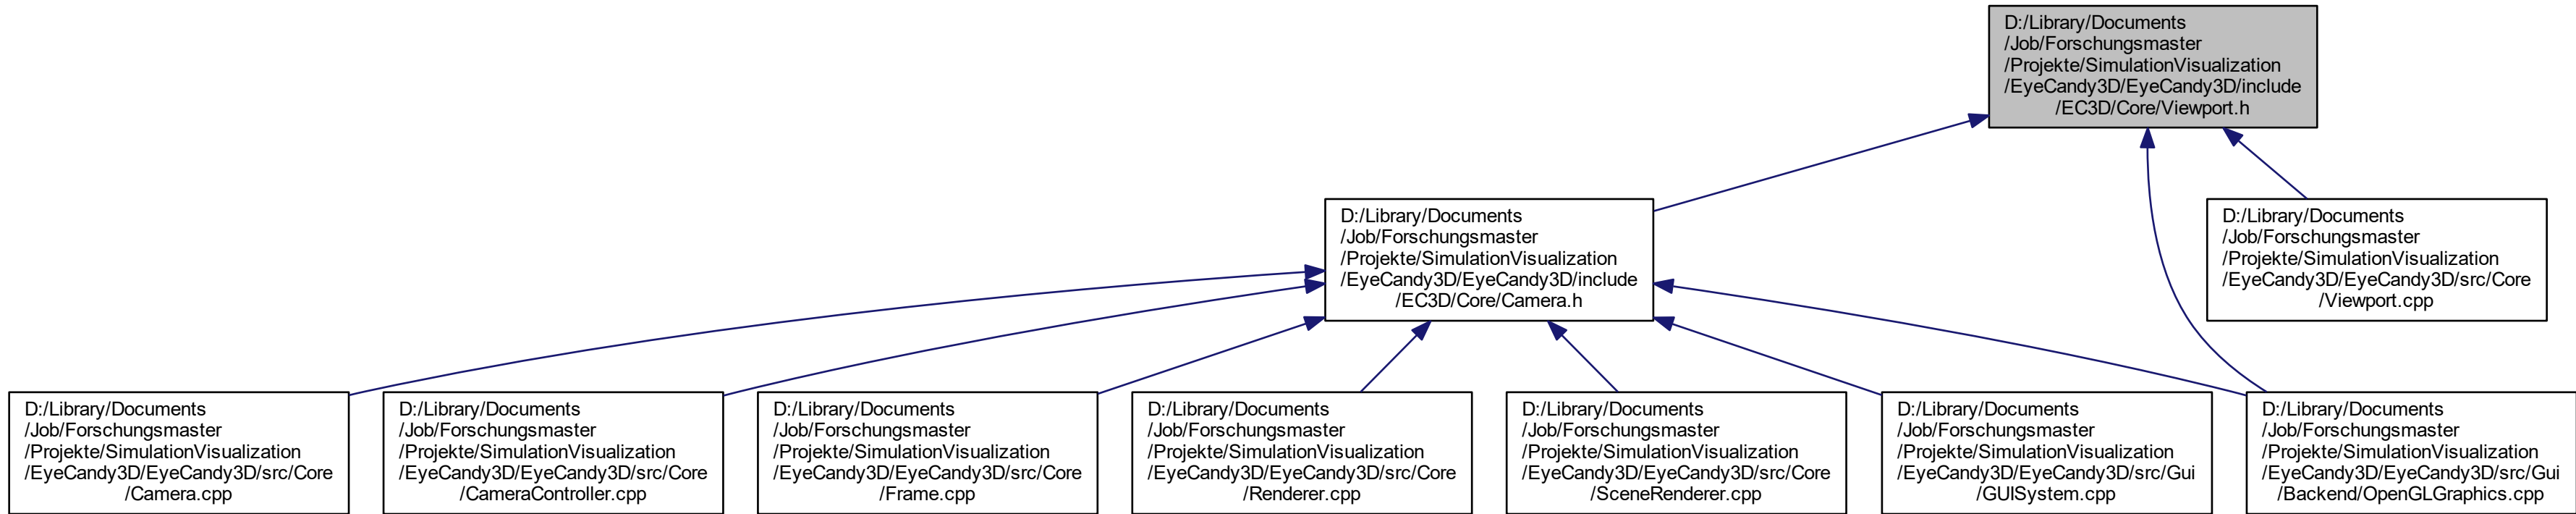 D:/Library/Documents
/Job/Forschungsmaster
/Projekte/SimulationVisualization
/EyeCandy3D/EyeCandy3D/include
/EC3D/Core/Viewport.h
D:/Library/Documents
/Job/Forschungsmaster
/Projekte/SimulationVisualization
/EyeCandy3D/EyeCandy3D/include
/EC3D/Core/Camera.h
D:/Library/Documents
/Job/Forschungsmaster
/Projekte/SimulationVisualization
/EyeCandy3D/EyeCandy3D/src/Core
/Viewport.cpp
D:/Library/Documents
/Job/Forschungsmaster
/Projekte/SimulationVisualization
/EyeCandy3D/EyeCandy3D/src/Core
/Camera.cpp
D:/Library/Documents
/Job/Forschungsmaster
/Projekte/SimulationVisualization
/EyeCandy3D/EyeCandy3D/src/Core
/CameraController.cpp
D:/Library/Documents
/Job/Forschungsmaster
/Projekte/SimulationVisualization
/EyeCandy3D/EyeCandy3D/src/Core
/Frame.cpp
D:/Library/Documents
/Job/Forschungsmaster
/Projekte/SimulationVisualization
/EyeCandy3D/EyeCandy3D/src/Core
/Renderer.cpp
D:/Library/Documents
/Job/Forschungsmaster
/Projekte/SimulationVisualization
/EyeCandy3D/EyeCandy3D/src/Core
/SceneRenderer.cpp
D:/Library/Documents
/Job/Forschungsmaster
/Projekte/SimulationVisualization
/EyeCandy3D/EyeCandy3D/src/Gui
/GUISystem.cpp
D:/Library/Documents
/Job/Forschungsmaster
/Projekte/SimulationVisualization
/EyeCandy3D/EyeCandy3D/src/Gui
/Backend/OpenGLGraphics.cpp